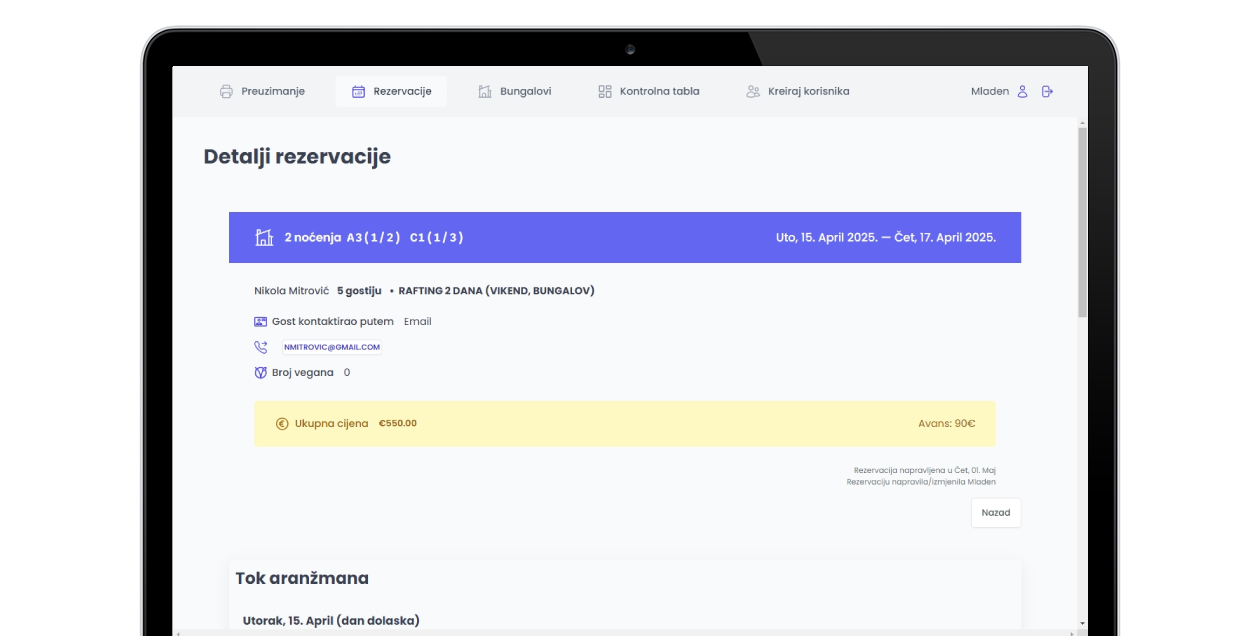 Preuzimanje Rezervacije Bungalovi Kontrolna tabla Kreiraj korisnika Mladen
Detalji rezervacije
2 noćenja A3(1/2) C1(1/3) Uto, 15. April 2025. — Čet, 17. April 2025.
Nikola Mitrovič 5 gostiju • RAFTING 2 DANA (VIKEND, BUNGALOV)
Gost kontaktirao putem Email
NMITROVIC@GMAIL.COM
Broj vegana 0
Ukupna cijena €550.00 Avans: 90€
Rezervacija napravljena u Čet, 01. Maj
Rezervaciju napravila/izmjenila Mladen
Nazad
Tok aranžmana
Utorak, 15. April (dan dolaska)